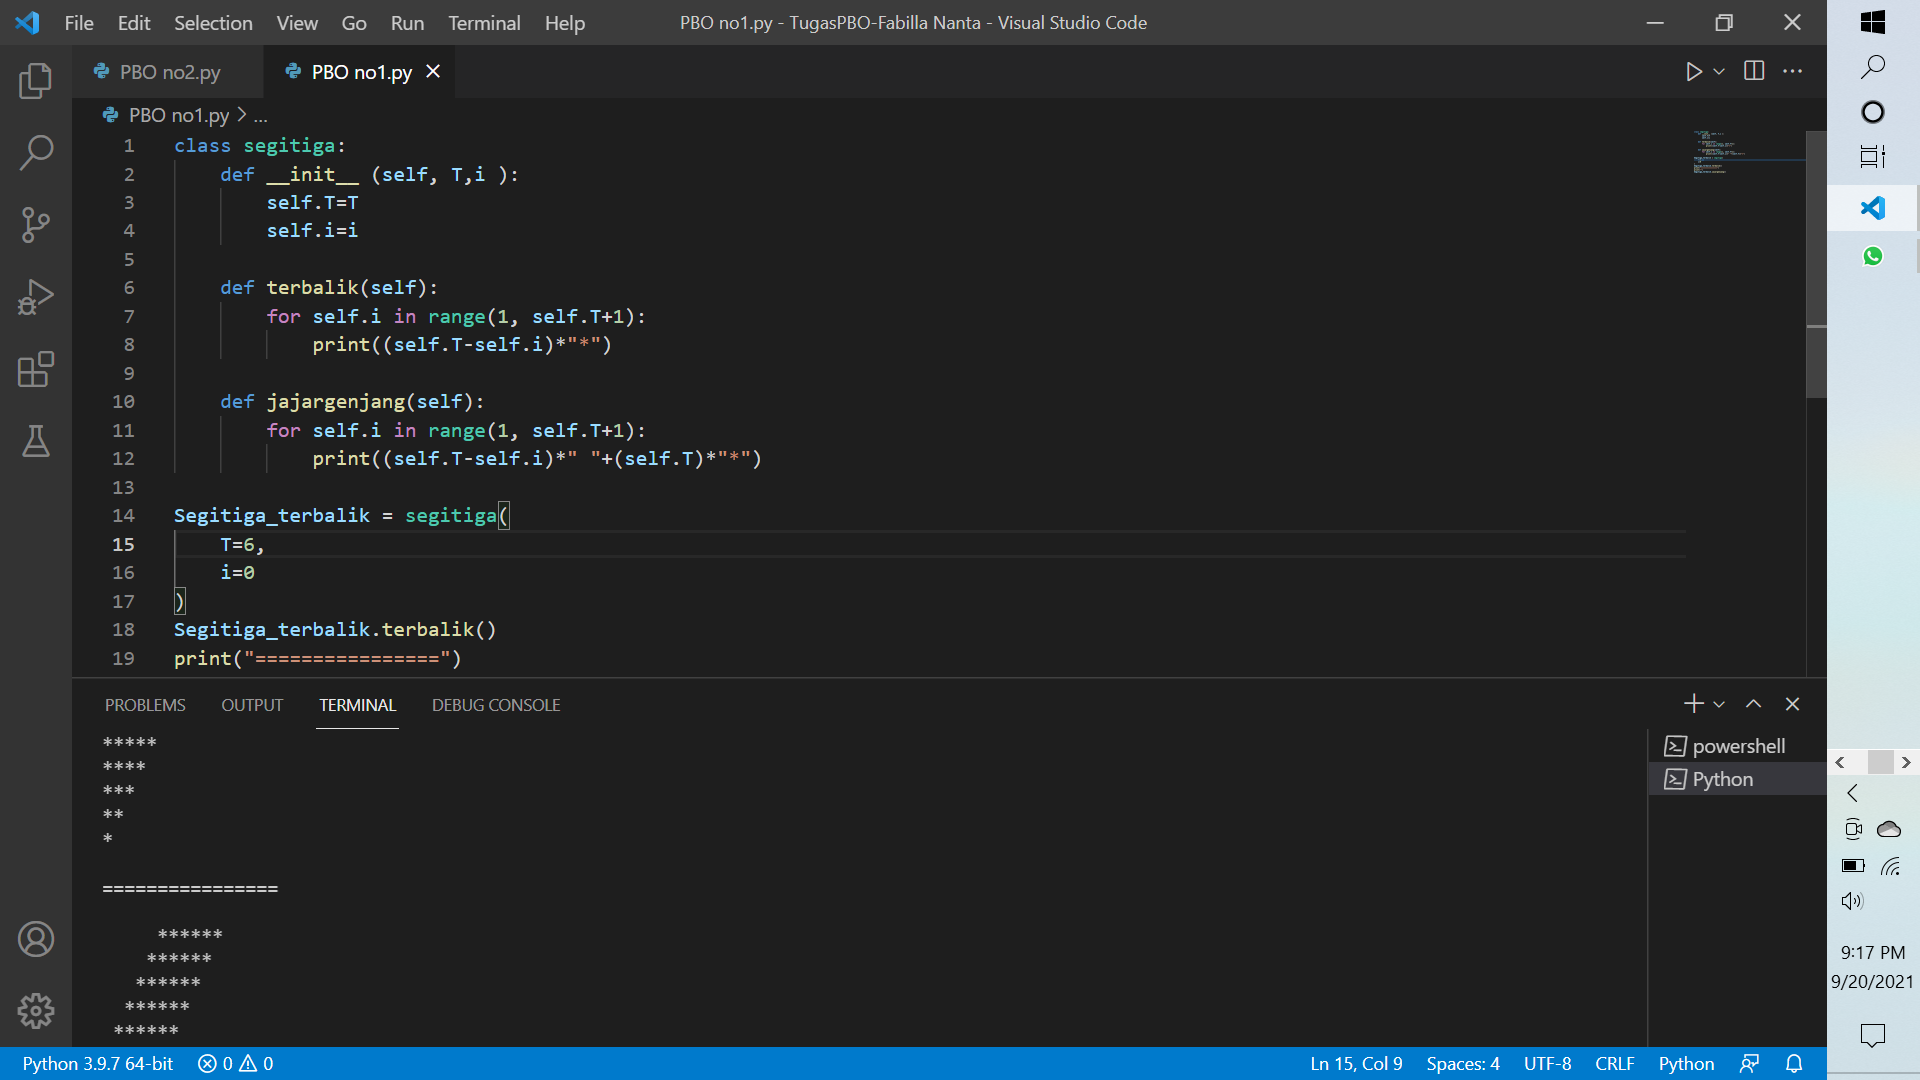 File Edit Selection View Go Run Terminal Help PBO no1.py - TugasPBO-Fabilla Nanta - Visual Studio Code
PBO no2.py PBO no1.py
PBO no1.py > ...
1 class segitiga:
2     def __init__ (self, T,i ):
3         self.T=T
4         self.i=i
5
6     def terbalik(self):
7         for self.i in range(1, self.T+1):
8             print((self.T-self.i)*"*")
9
10     def jajargenjang(self):
11         for self.i in range(1, self.T+1):
12             print((self.T-self.i)*" "+(self.T)*"*")
13
14 Segitiga_terbalik = segitiga(
15     T=6,
16     i=0
17 )
18 Segitiga_terbalik.terbalik()
19 print("================")
PROBLEMS OUTPUT TERMINAL DEBUG CONSOLE
*****
****
***
**
*
================
     ******
    ******
   ******
  ******
 ******
powershell
Python
9:17 PM
9/20/2021
Python 3.9.7 64-bit 0 0 Ln 15, Col 9 Spaces: 4 UTF-8 CRLF Python